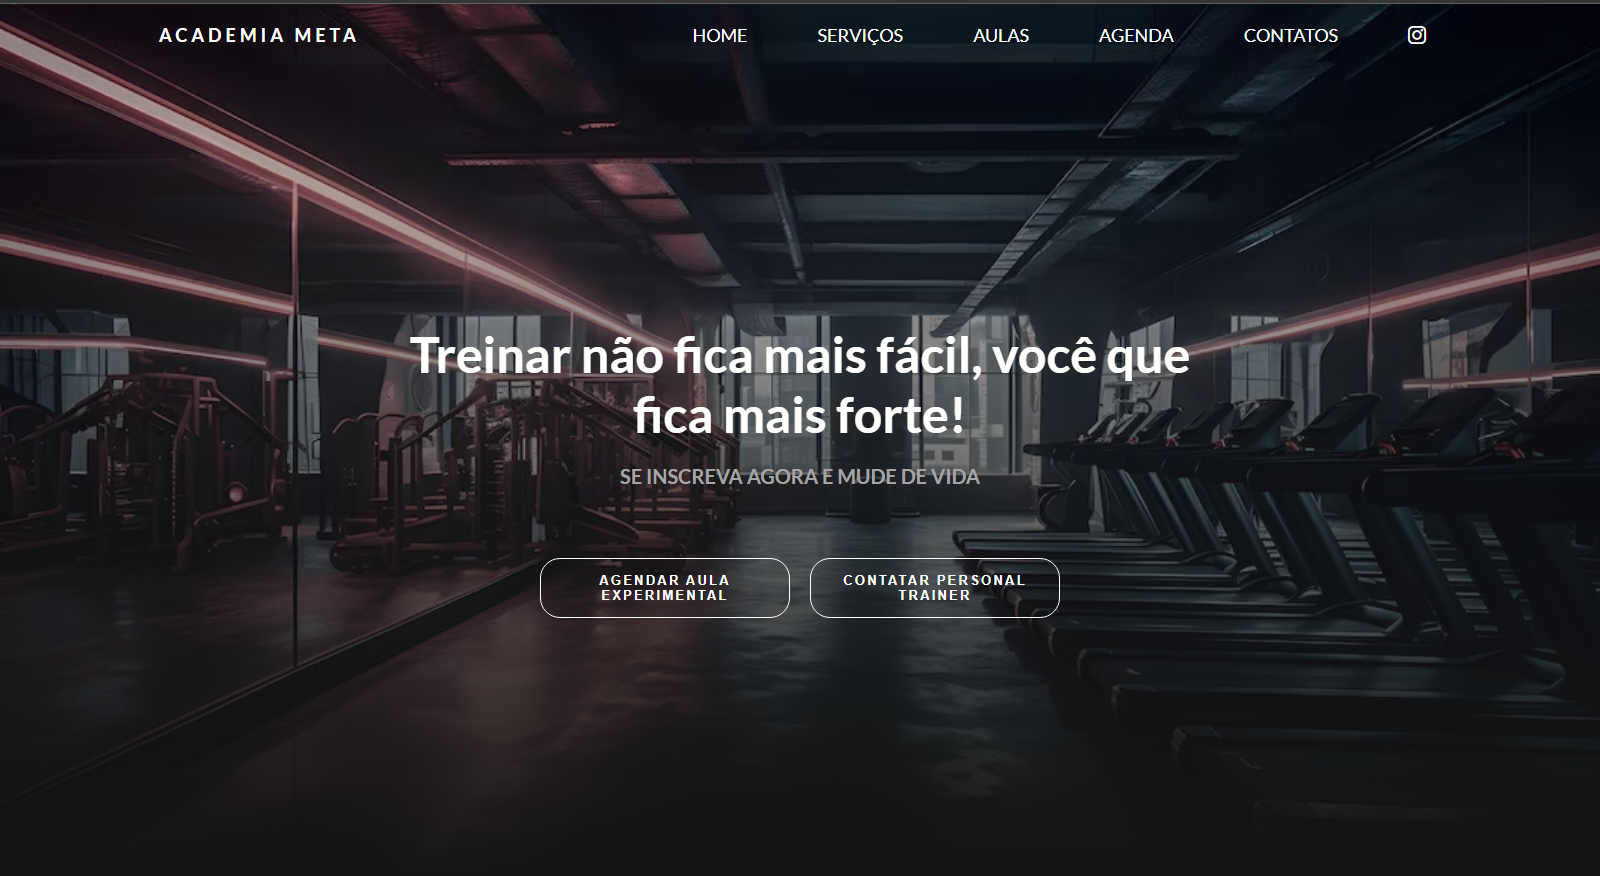 ACADEMIA META
HOME
SERVIÇOS
AULAS
AGENDA
CONTATOS
Treinar não fica mais fácil, você que
fica mais forte!
SE INSCREVA AGORA E MUDE DE VIDA
AGENDAR AULA
EXPERIMENTAL
CONTATAR PERSONAL
TRAINER